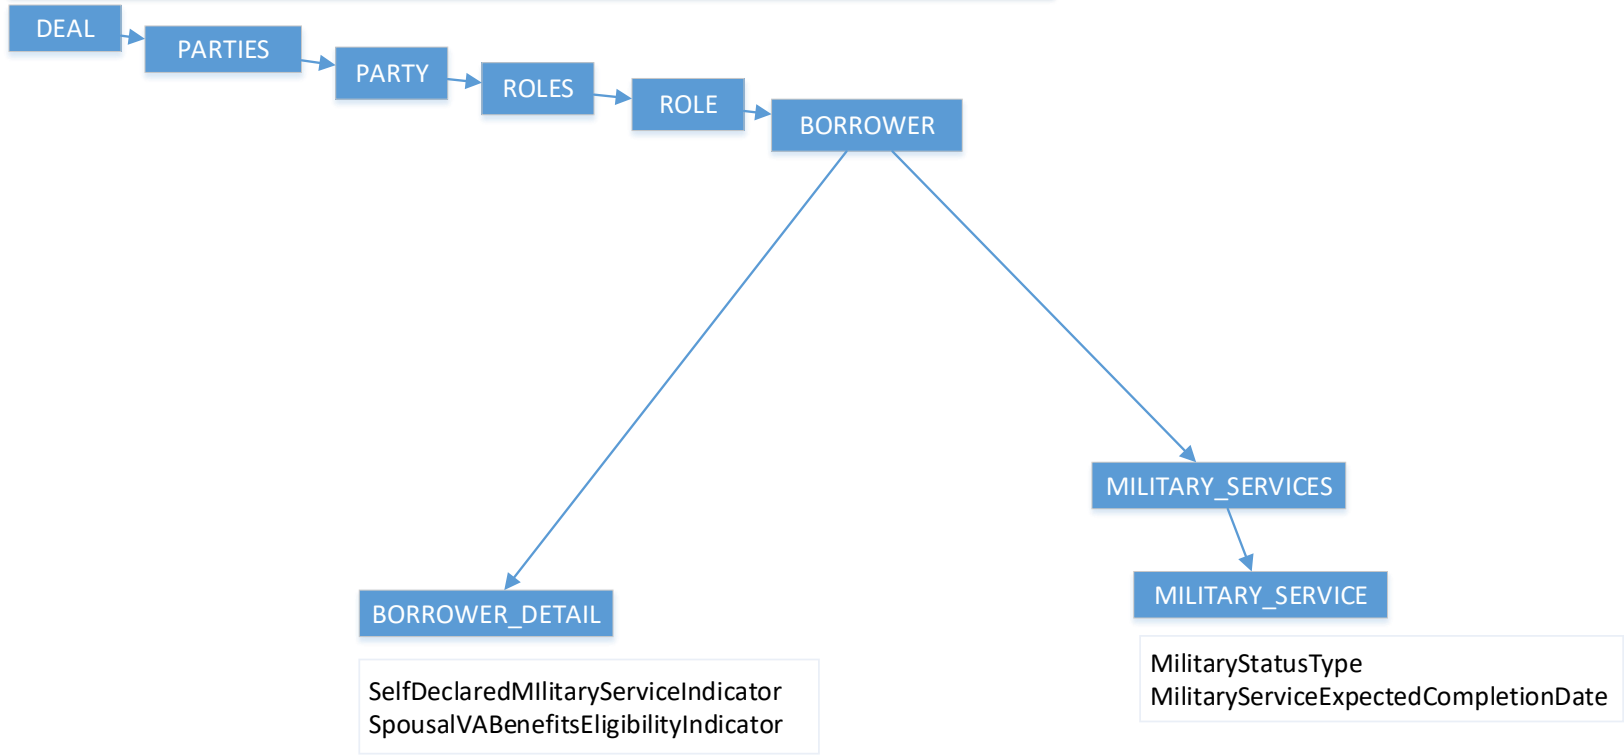 DEAL
PARTIES
PARTY
ROLES
ROLE
BORROWER
MILITARY_SERVICES
MILITARY_SERVICE
MilitaryStatusType
MilitaryServiceExpectedCompletionDate
BORROWER_DETAIL
SelfDeclaredMIlitaryServiceIndicator
SpousalVABenefitsEligibilityIndicator